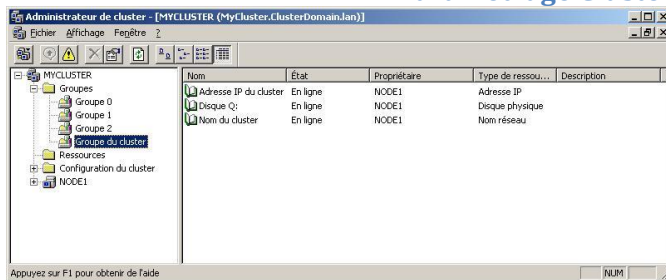 Administrateur de cluster - [MYCLUSTER (MyCluster.ClusterDomain.lan)]
Fichier Affichage Fenêtre ?
MYCLUSTER
Groupes
Groupe 0
Groupe 1
Groupe 2
Groupe du cluster
Ressources
Configuration du cluster
NODE1
Nom État Propriétaire Type de ressou... Description
Adresse IP du cluster En ligne NODE1 Adresse IP
Disque Q: En ligne NODE1 Disque physique
Nom du cluster En ligne NODE1 Nom réseau
Appuyez sur F1 pour obtenir de l'aide
NUM